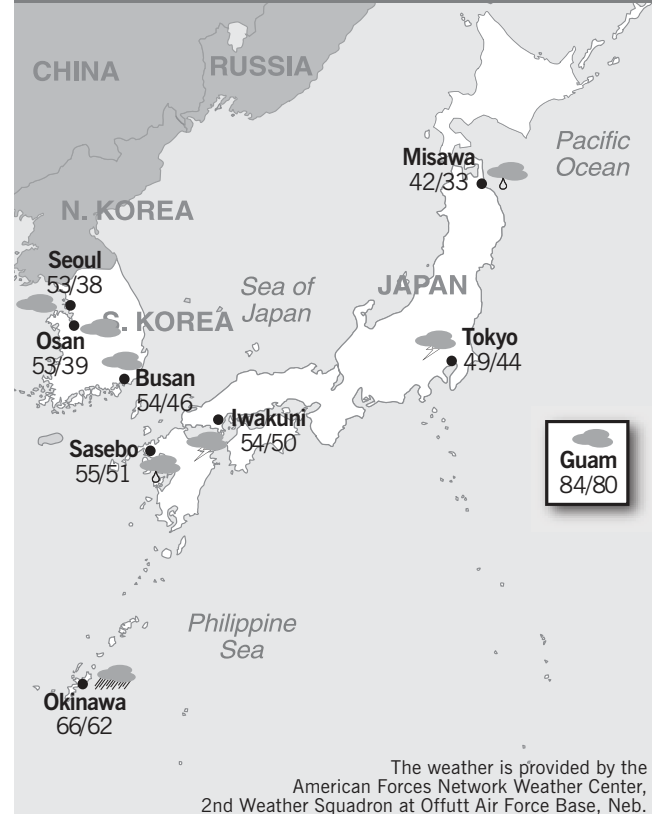 CHINA
RUSSIA
Pacific
Ocean
Misawa
42/33
N. KOREA
Seoul
53/38
Sea of
Japan
JAPAN
S. KOREA
Osan
53/39
Tokyo
49/44
Busan
54/46
Iwakuni
54/50
Sasebo
55/51
Guam
84/80
Philippine
Sea
Okinawa
66/62
The weather is provided by the
American Forces Network Weather Center,
2nd Weather Squadron at Offutt Air Force Base, Neb.